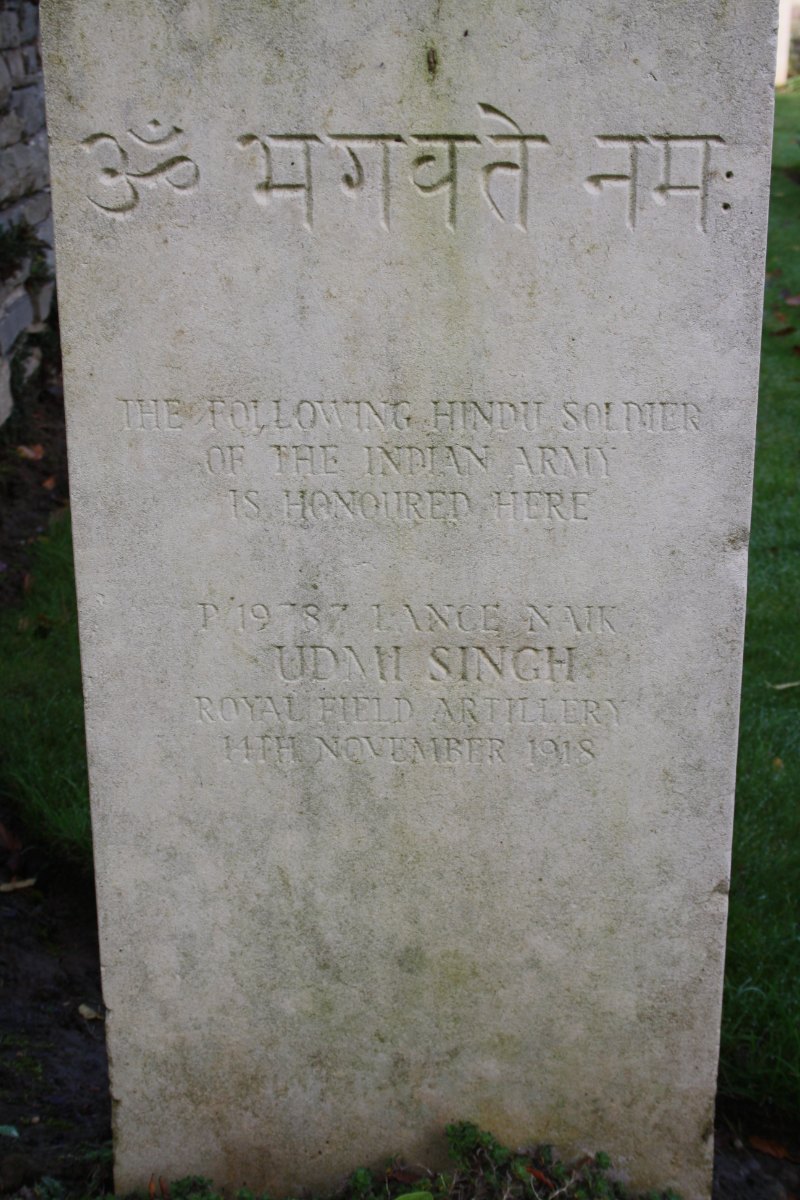 ॐ भगवते नमः
THE FOLLOWING HINDU SOLDIER
OF THE INDIAN ARMY
IS HONOURED HERE
P/19787 LANCE NAIK
UDMI SINGH
ROYAL FIELD ARTILLERY
14TH NOVEMBER 1918